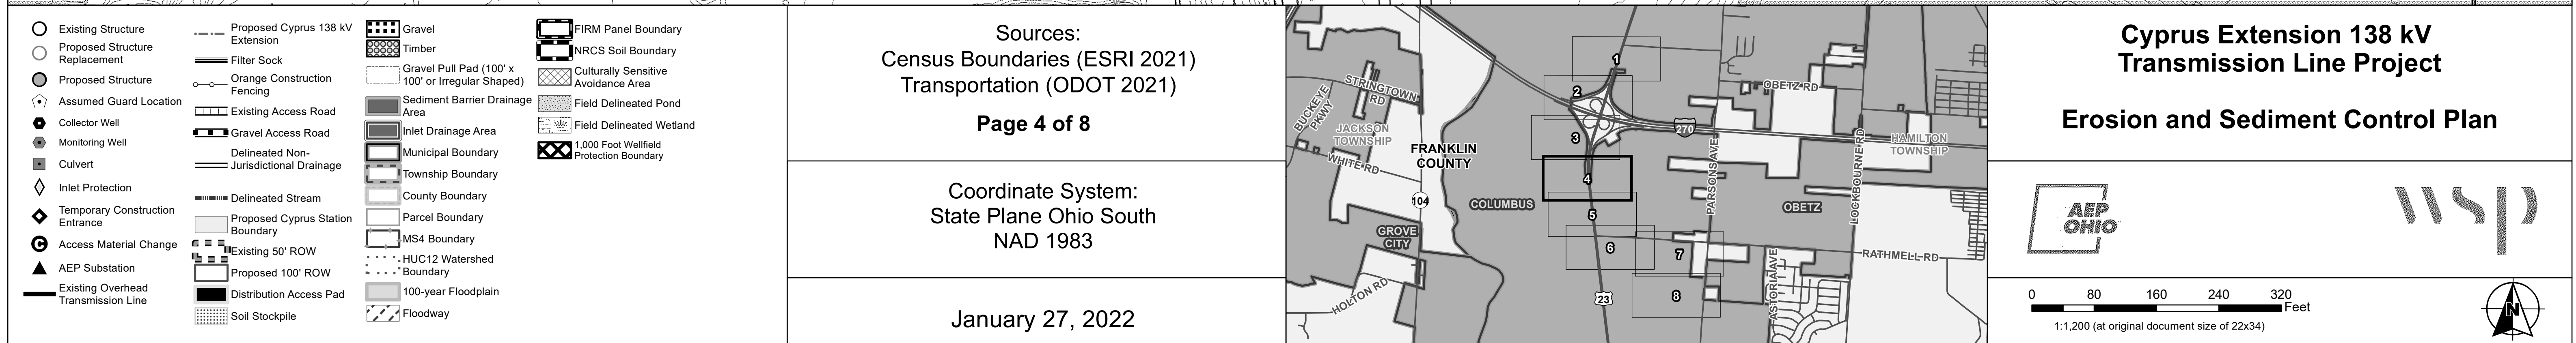 Existing Structure
Proposed Structure
Replacement
Proposed Structure
Assumed Guard Location
Collector Well
Monitoring Well
Culvert
Inlet Protection
Temporary Construction
Entrance
Access Material Change
AEP Substation
Existing Overhead
Transmission Line
Proposed Cyprus 138 kV
Extension
Filter Sock
Orange Construction
Fencing
Existing Access Road
Gravel Access Road
Delineated Non-
Jurisdictional Drainage
Delineated Stream
Proposed Cyprus Station
Boundary
Existing 50' ROW
Proposed 100' ROW
Distribution Access Pad
Soil Stockpile
Gravel
Timber
Gravel Pull Pad (100' x
100' or Irregular Shaped)
Sediment Barrier Drainage
Area
Inlet Drainage Area
Municipal Boundary
Township Boundary
County Boundary
Parcel Boundary
MS4 Boundary
HUC12 Watershed
Boundary
100-year Floodplain
Floodway
FIRM Panel Boundary
NRCS Soil Boundary
Culturally Sensitive
Avoidance Area
Field Delineated Pond
Field Delineated Wetland
1,000 Foot Wellfield
Protection Boundary
Sources:
Census Boundaries (ESRI 2021)
Transportation (ODOT 2021)
Page 4 of 8
Coordinate System:
State Plane Ohio South
NAD 1983
January 27, 2022
STRINGTOWN
RD
BUCKEYE
PKWY
JACKSON
TOWNSHIP
WHITE RD
FRANKLIN
COUNTY
104
COLUMBUS
GROVE
CITY
HOLTON RD
1
2
3
4
5
6
7
8
23
270
OBETZ RD
PARSONS AVE
LOCKBOURNE RD
HAMILTON
TOWNSHIP
OBETZ
RATHMELL RD
ASTORIA AVE
Cyprus Extension 138 kV
Transmission Line Project
Erosion and Sediment Control Plan
AEP
OHIO
wsp
0 80 160 240 320
Feet
1:1,200 (at original document size of 22x34)
N